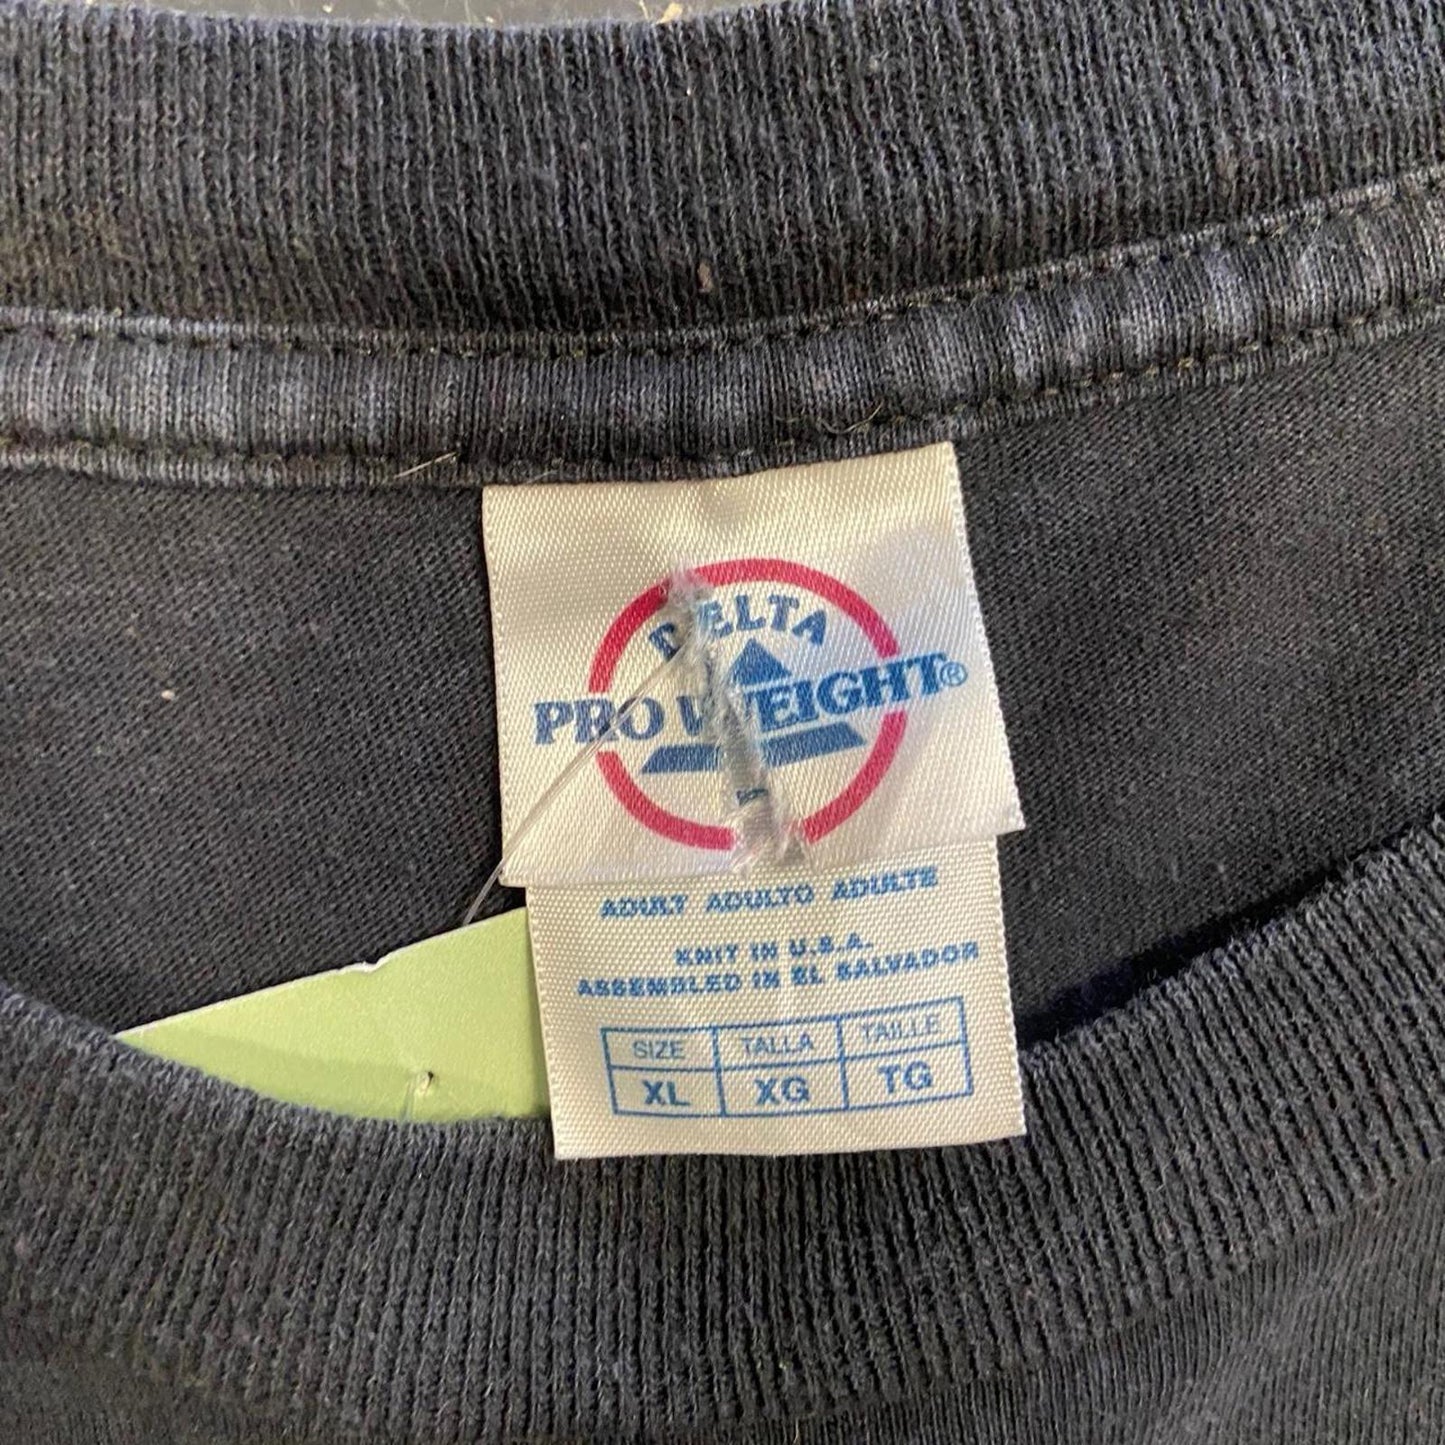 DELTA
PRO WEIGHT®
ADULT ADULTO ADULTE
KNIT IN U.S.A.
ASSEMBLED IN EL SALVADOR
SIZE TALLA TAILLE
XL XG TG